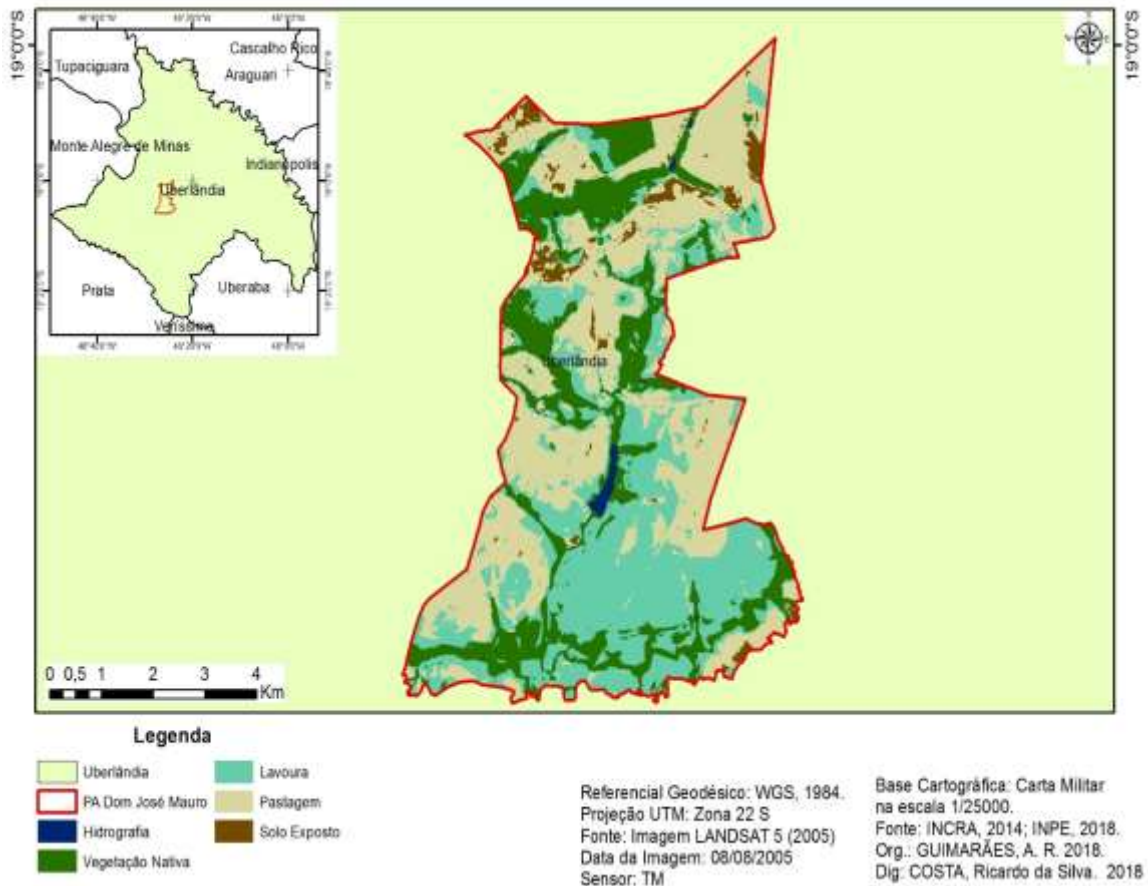 19°0'0"S
19°0'0"S
Cascalho Rico
Tupaciguara
Araguari
Monte Alegre de Minas
Indianópolis
Uberlândia
Prata
Uberaba
Veríssimo
Uberlândia
0 0,5 1 2 3 4
Km
Legenda
Uberlândia
PA Dom José Mauro
Hidrografia
Vegetação Nativa
Lavoura
Pastagem
Solo Exposto
Referencial Geodésico: WGS, 1984.
Projeção UTM: Zona 22 S
Fonte: Imagem LANDSAT 5 (2005)
Data da Imagem: 08/08/2005
Sensor: TM
Base Cartográfica: Carta Militar
na escala 1/25000.
Fonte: INCRA, 2014; INPE, 2018.
Org.: GUIMARÃES, A. R. 2018.
Dig: COSTA, Ricardo da Silva. 2018